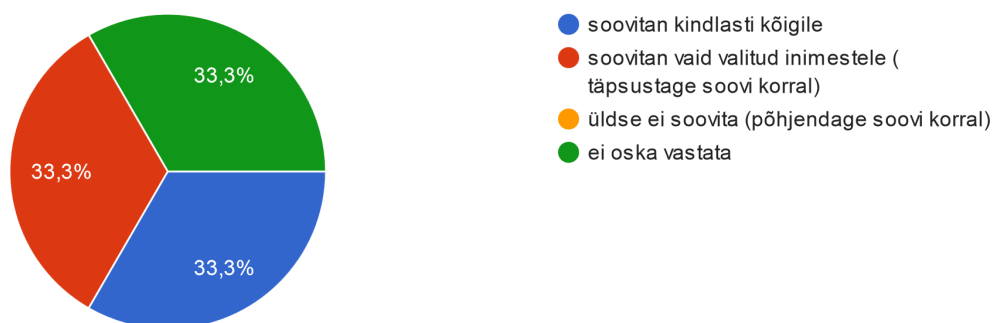 33,3%
33,3%
33,3%
soovitan kindlasti kõigile
soovitan vaid valitud inimestele (
täpsustage soovi korral)
üldse ei soovita (põhjendage soovi korral)
ei oska vastata